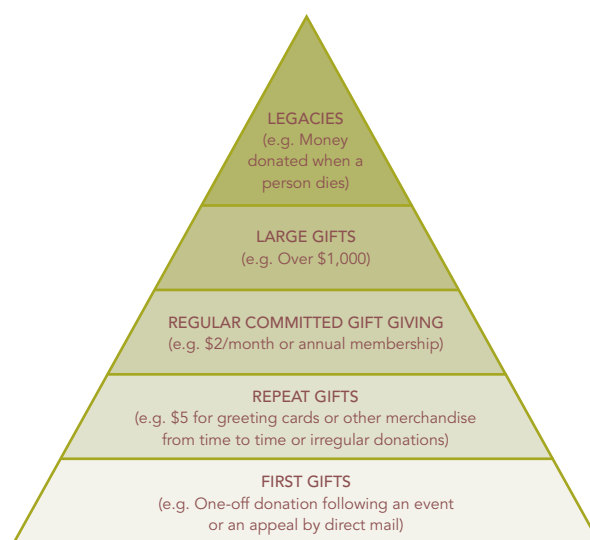 LEGACIES
(e.g. Money
donated when a
person dies)
LARGE GIFTS
(e.g. Over $1,000)
REGULAR COMMITTED GIFT GIVING
(e.g. $2/month or annual membership)
REPEAT GIFTS
(e.g. $5 for greeting cards or other merchandise
from time to time or irregular donations)
FIRST GIFTS
(e.g. One-off donation following an event
or an appeal by direct mail)